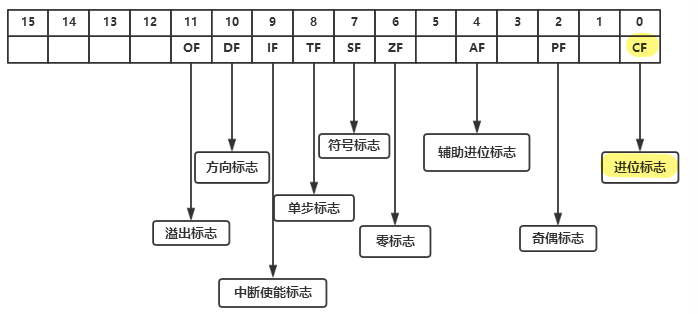 15 14 13 12 11 10 9 8 7 6 5 4 3 2 1 0
OF DF IF TF SF ZF AF PF CF
符号标志
辅助进位标志
方向标志
进位标志
单步标志
溢出标志
零标志
奇偶标志
中断使能标志